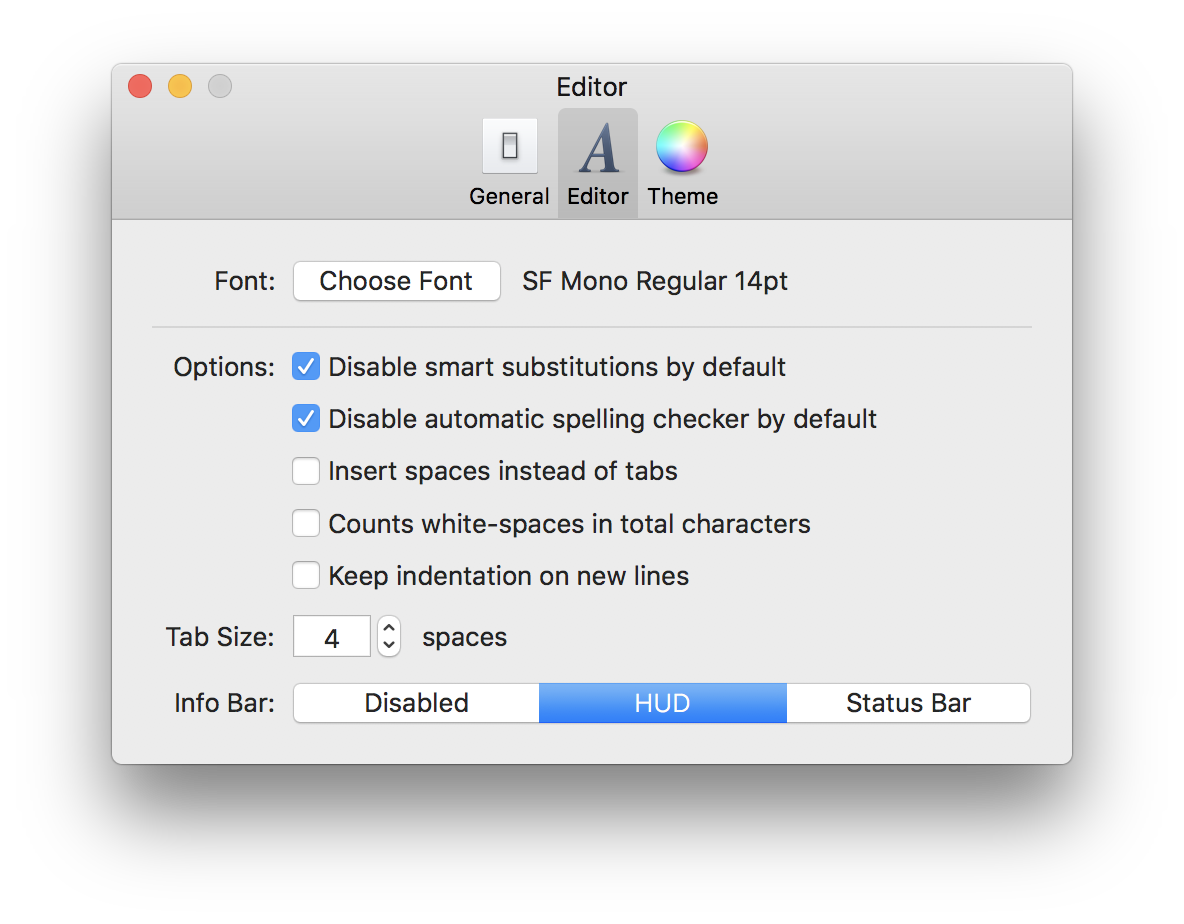 Editor
General Editor Theme
Font: Choose Font SF Mono Regular 14pt
Options: Disable smart substitutions by default
Disable automatic spelling checker by default
Insert spaces instead of tabs
Counts white-spaces in total characters
Keep indentation on new lines
Tab Size: 4 spaces
Info Bar: Disabled HUD Status Bar